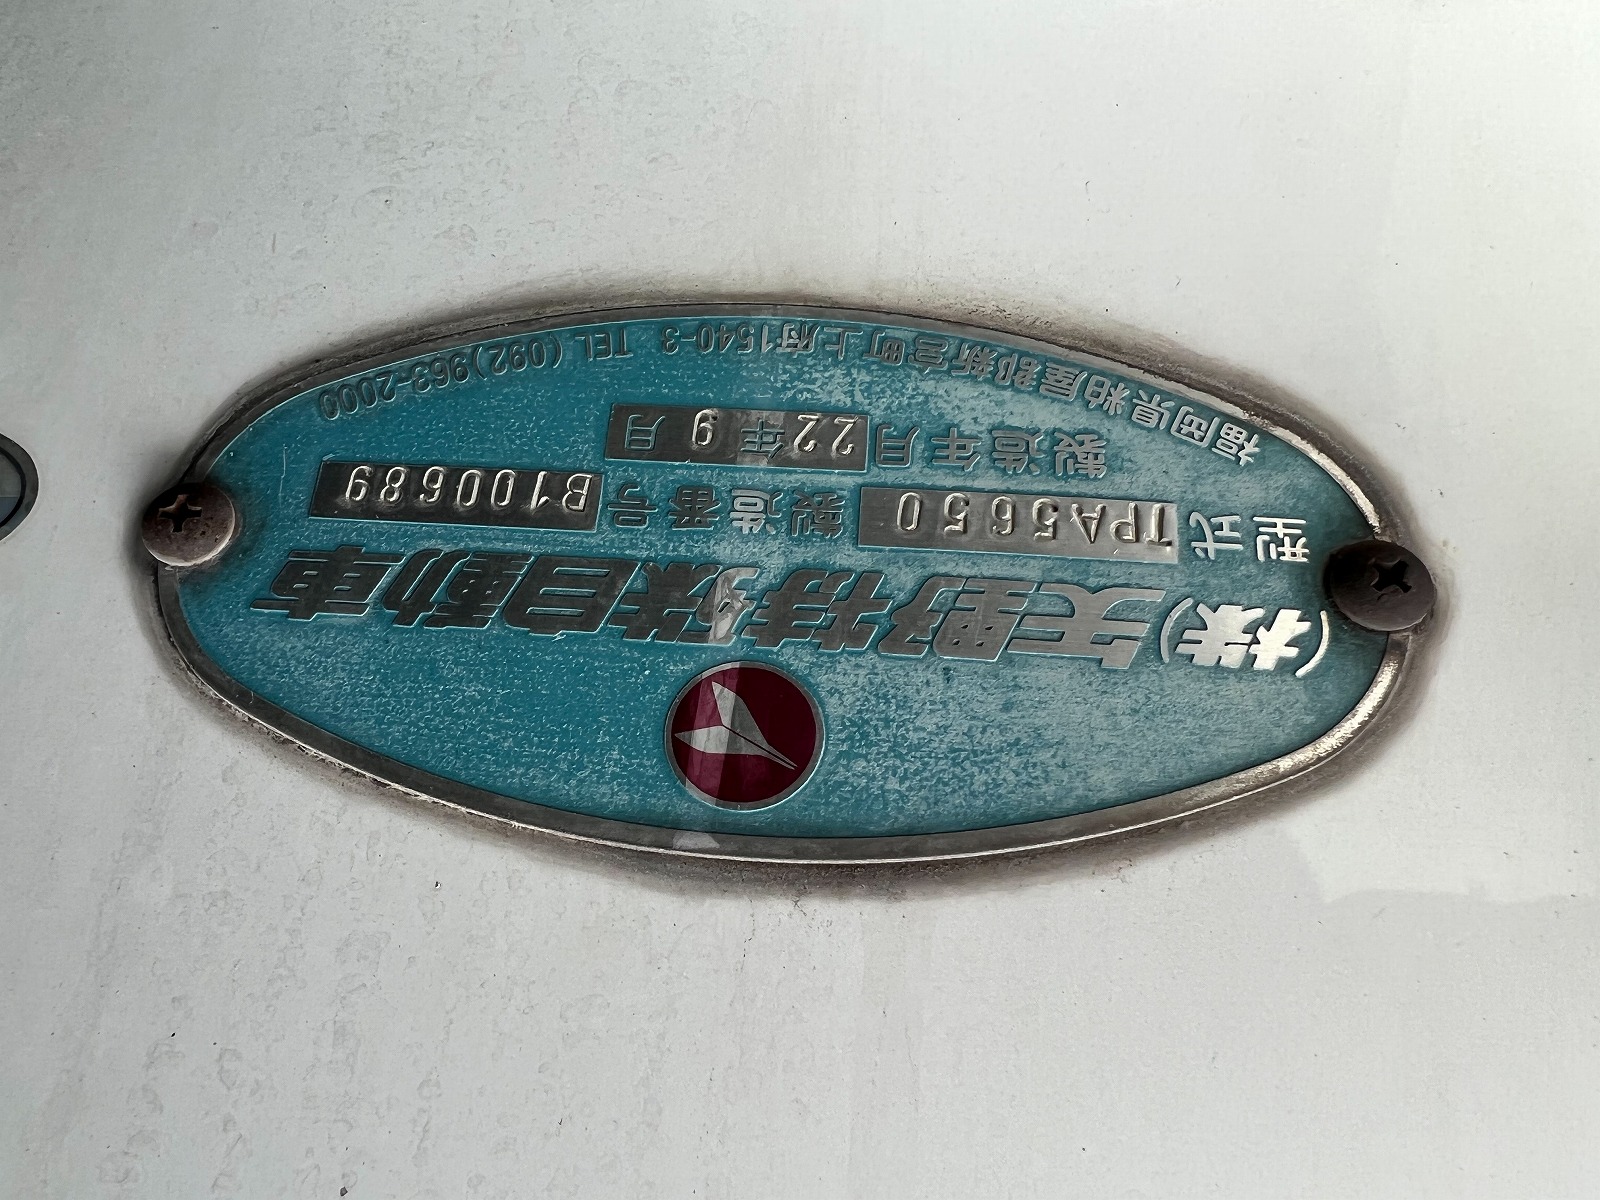 (株)矢野特殊自動車
型式 TPA5650 製造番号 B100689
製造年月 22年 9月
福岡県粕屋郡新宮町上府1540-3 TEL (092)963-2000